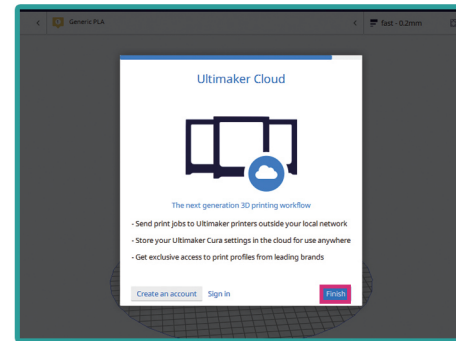 Generic PLA
fast - 0.2mm
Ultimaker Cloud
The next generation 3D printing workflow
- Send print jobs to Ultimaker printers outside your local network
- Store your Ultimaker Cura settings in the cloud for use anywhere
- Get exclusive access to print profiles from leading brands
Create an account Sign in Finish